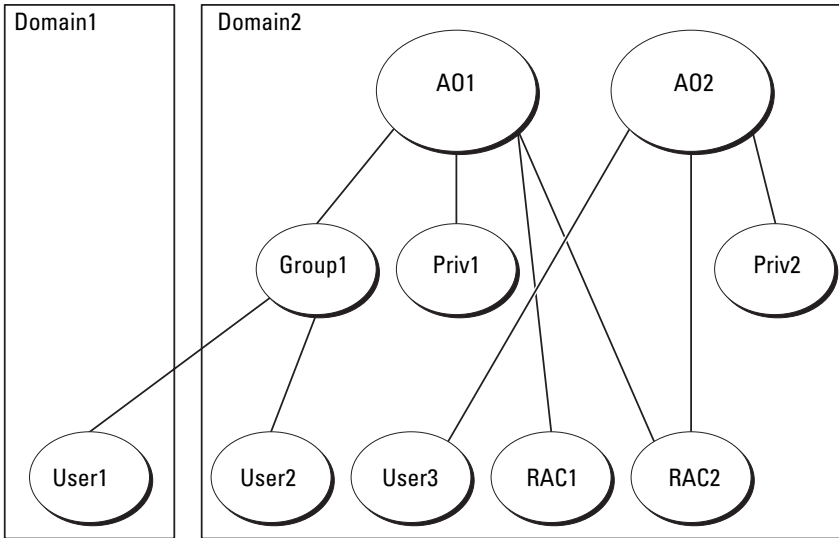 Domain1
Domain2
AO1
AO2
Group1
Priv1
Priv2
User1
User2
User3
RAC1
RAC2